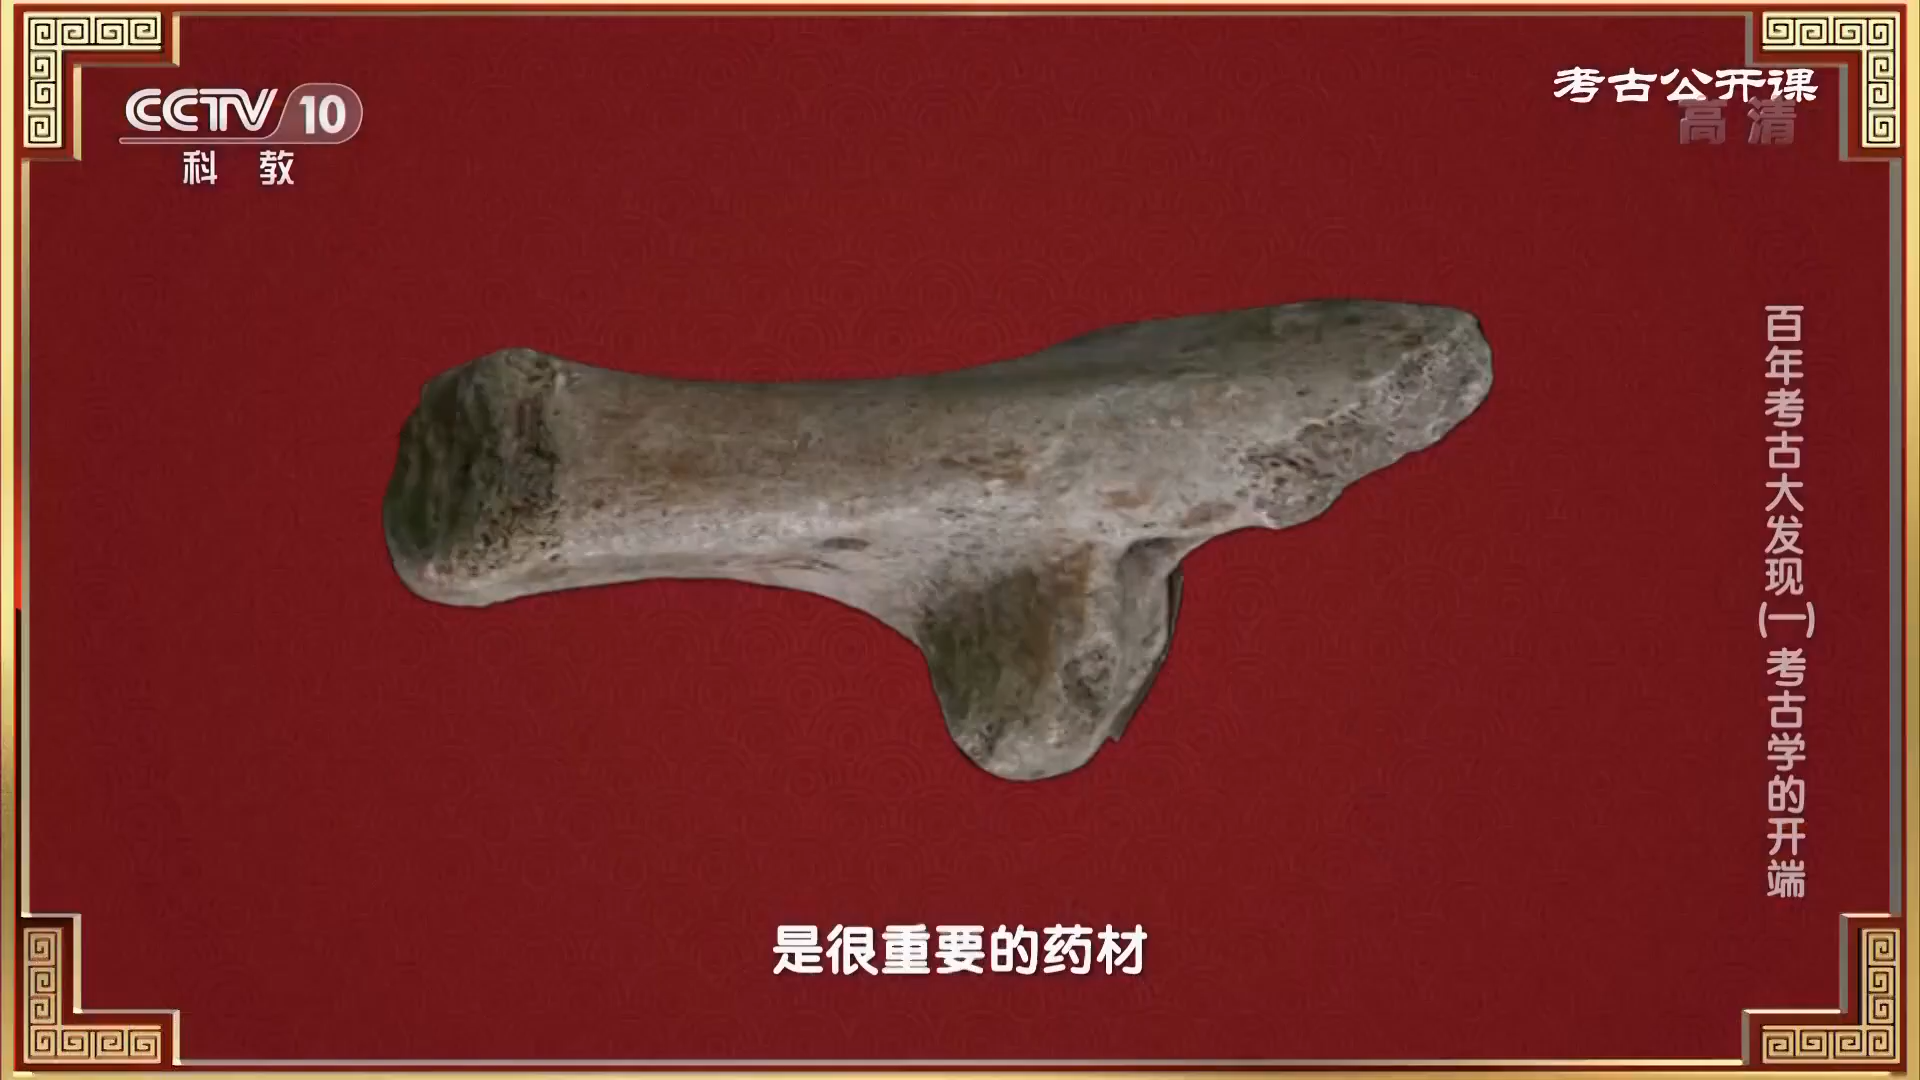 CCTV 10
科 教
考古公开课
高清
百年考古大发现(一)考古学的开端
是很重要的药材